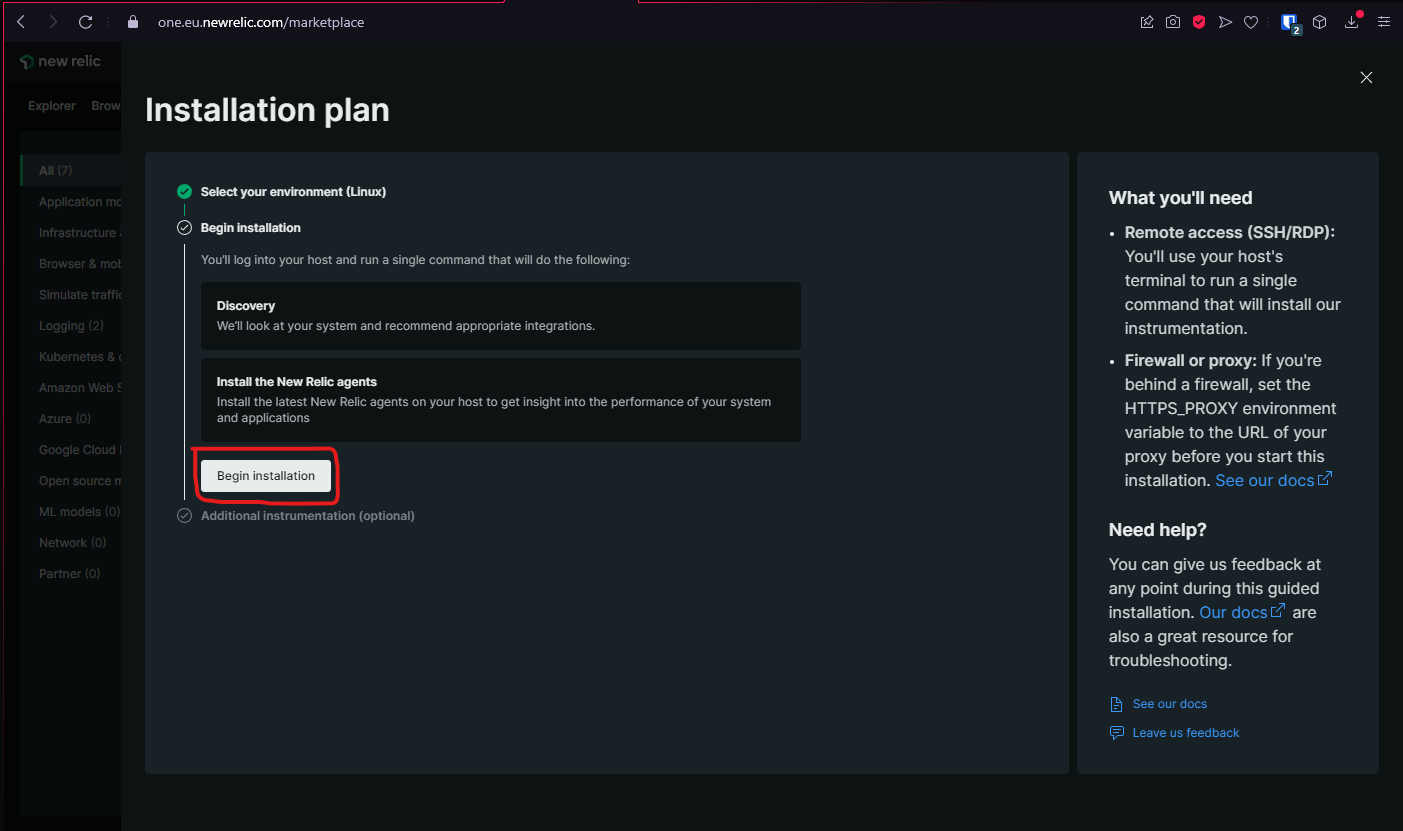 one.eu.newrelic.com/marketplace
2
new relic
Explorer Brow
Installation plan
All (7)
Application mo
Infrastructure
Browser & mob
Simulate traffic
Logging (2)
Kubernetes &
Amazon Web S
Azure (0)
Google Cloud
Open source m
ML models (0)
Network (0)
Partner (0)
Select your environment (Linux)
Begin installation
You'll log into your host and run a single command that will do the following:
Discovery
We'll look at your system and recommend appropriate integrations.
Install the New Relic agents
Install the latest New Relic agents on your host to get insight into the performance of your system
and applications
Begin installation
Additional instrumentation (optional)
What you'll need
• Remote access (SSH/RDP):
You'll use your host's
terminal to run a single
command that will install our
instrumentation.
• Firewall or proxy: If you're
behind a firewall, set the
HTTPS_PROXY environment
variable to the URL of your
proxy before you start this
installation. See our docs
Need help?
You can give us feedback at
any point during this guided
installation. Our docs are
also a great resource for
troubleshooting.
See our docs
Leave us feedback